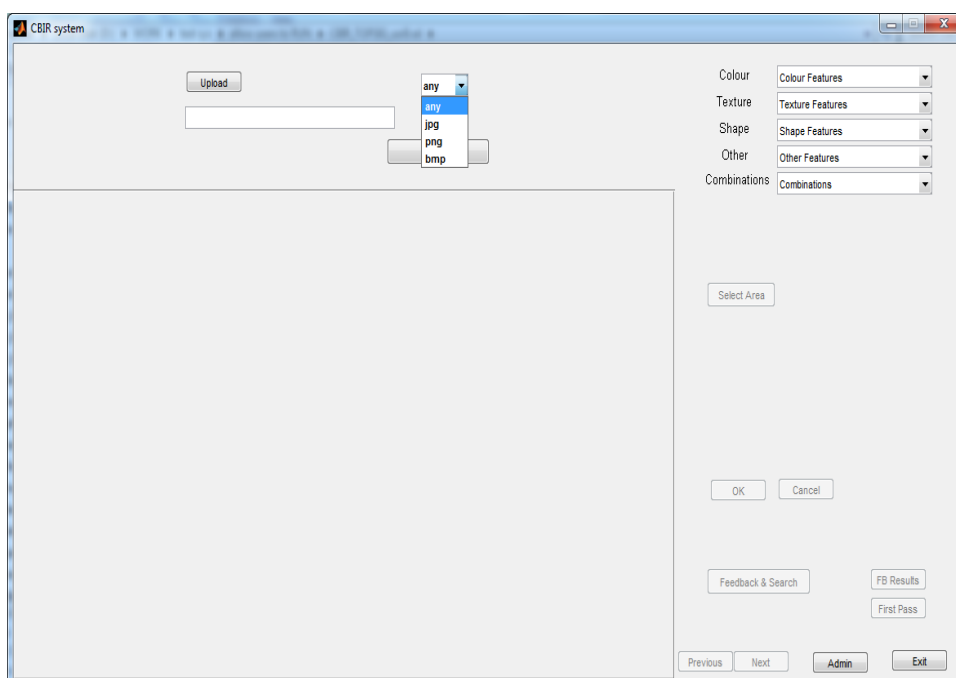 CBIR system
Upload
any
any
jpg
png
bmp
Colour Colour Features
Texture Texture Features
Shape Shape Features
Other Other Features
Combinations Combinations
Select Area
OK Cancel
Feedback & Search FB Results
First Pass
Previous Next Admin Exit